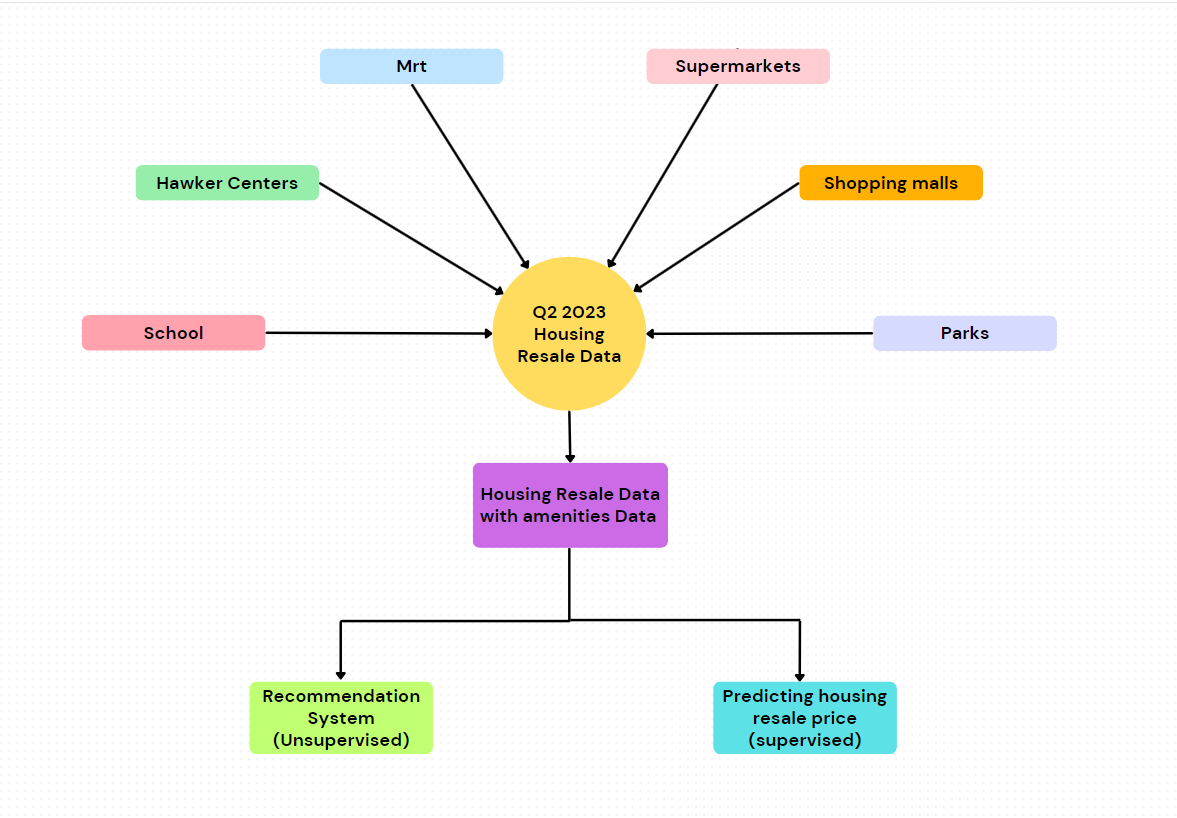 Mrt
Supermarkets
Hawker Centers
Shopping malls
Q2 2023
Housing
Resale Data
School
Parks
Housing Resale Data
with amenities Data
Recommendation
System
(Unsupervised)
Predicting housing
resale price
(supervised)